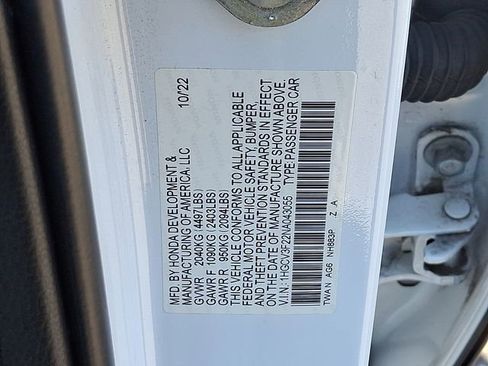 MFD. BY HONDA DEVELOPMENT & 10/22
MANUFACTURING OF AMERICA, LLC
GVWR 2040KG (4497LBS)
GAWR F 1090KG (2403LBS)
GAWR R 950KG (2094LBS)
THIS VEHICLE CONFORMS TO ALL APPLICABLE
FEDERAL MOTOR VEHICLE SAFETY, BUMPER,
AND THEFT PREVENTION STANDARDS IN EFFECT
ON THE DATE OF MANUFACTURE SHOWN ABOVE.
V.I.N.: 1HGCV3F22NA043055 TYPE:PASSENGER CAR
TWA N AG6 NH883P Z A